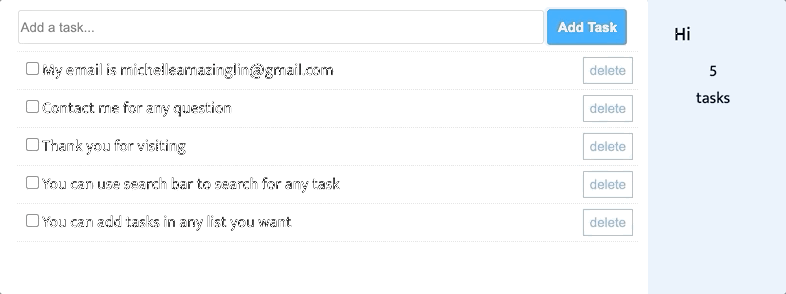 Add a task...
Add Task
My email is michelleamazinglin@gmail.com
delete
Contact me for any question
delete
Thank you for visiting
delete
You can use search bar to search for any task
delete
You can add tasks in any list you want
delete
Hi
5
tasks